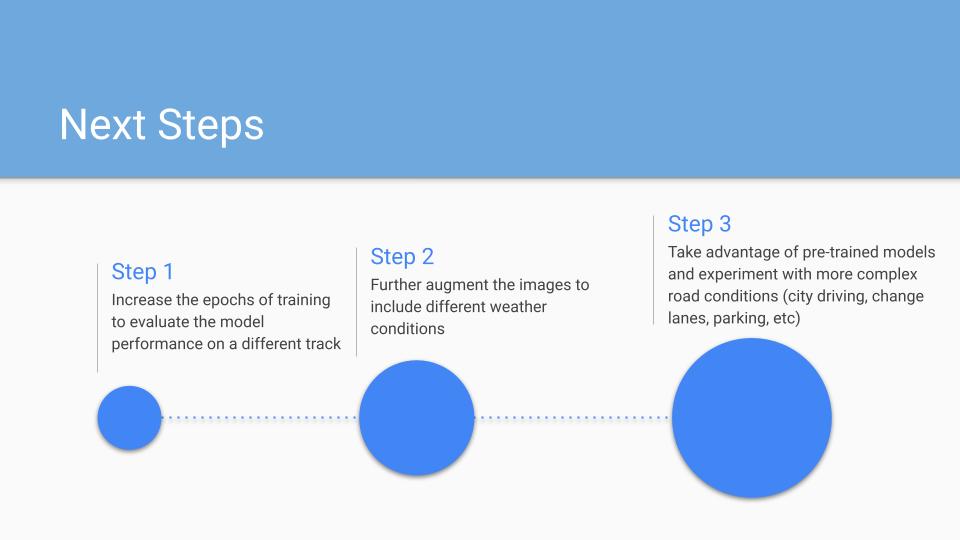 Next Steps
Step 1
Increase the epochs of training
to evaluate the model
performance on a different track
Step 2
Further augment the images to
include different weather
conditions
Step 3
Take advantage of pre-trained models
and experiment with more complex
road conditions (city driving, change
lanes, parking, etc)